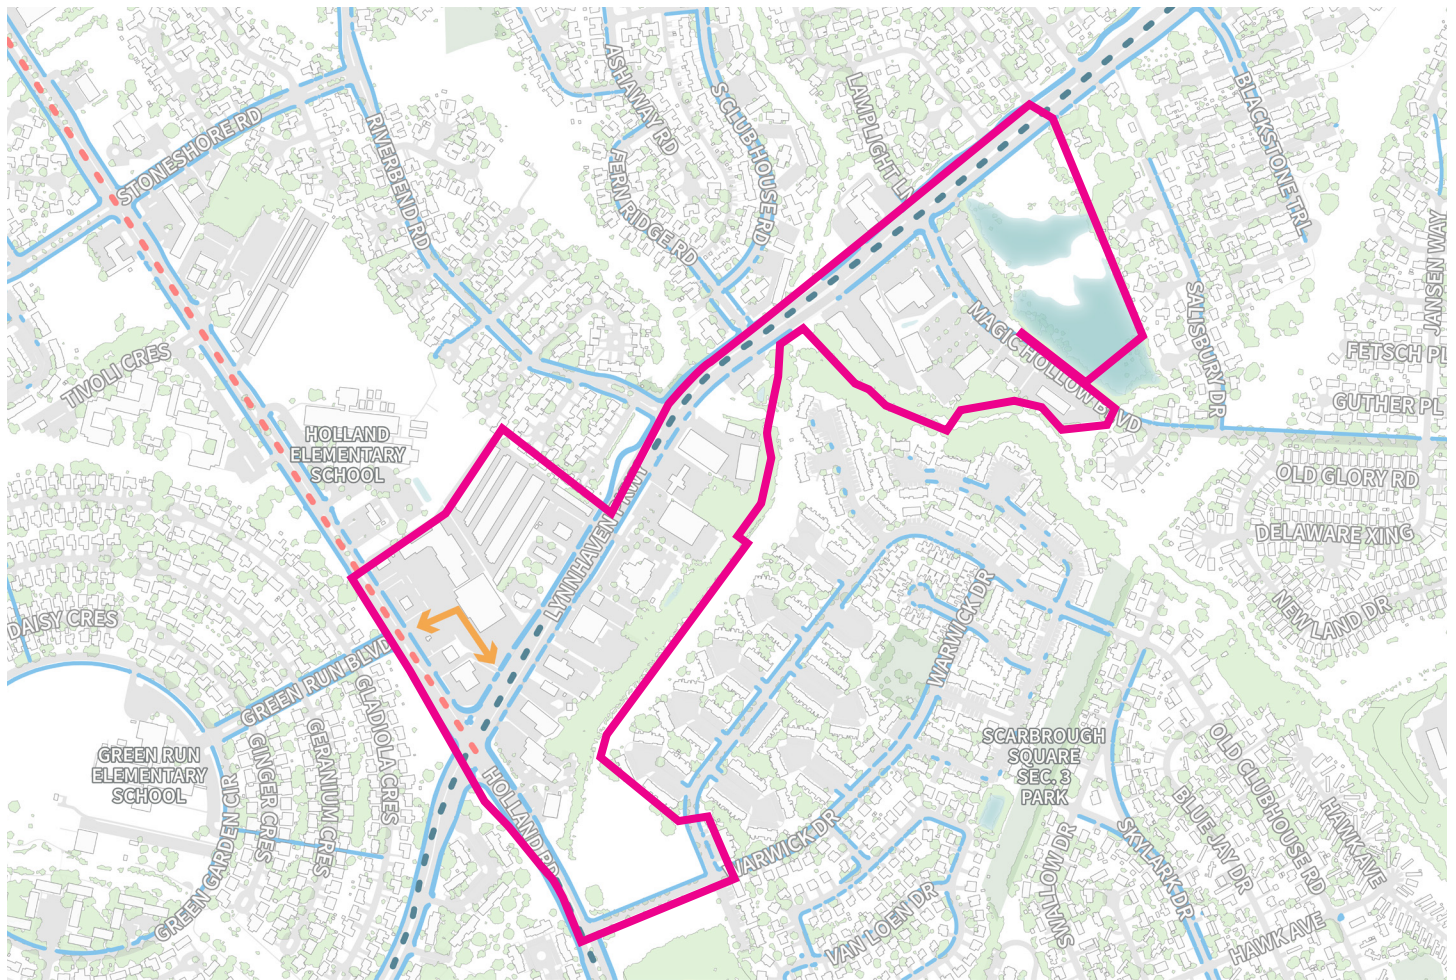 STONESHORE RD
RIVERBEND RD
ASHAWAY RD
FERN RIDGE RD
S CLUB HOUSE RD
LAMPLIGHT L
BLACKSTONE TRL
SALISBURY DR
JANSEN WAY
FETSCH PL
GUTHER PL
OLD GLORY RD
DELAWARE XING
NEW LAND DR
MAGIC HOLLOW BLVD
TIVOLI CRES
HOLLAND
ELEMENTARY
SCHOOL
LYNNHAVEN PKWY
DAISY CRES
GREEN RUN BLVD
GLADIOLA CRES
GERANIUM CRES
GINGER CRES
GREEN RUN
ELEMENTARY
SCHOOL
GREEN GARDEN CIR
HOLLAND RD
WARWICK DR
WARWICK DR
VAN LOEN DR
SCARBROUGH
SQUARE
SEC. 3
PARK
SWALLOW DR
SKYLARK DR
BLUE JAY DR
OLD CLUBHOUSE RD
HAWK AVE
HAWK AVE